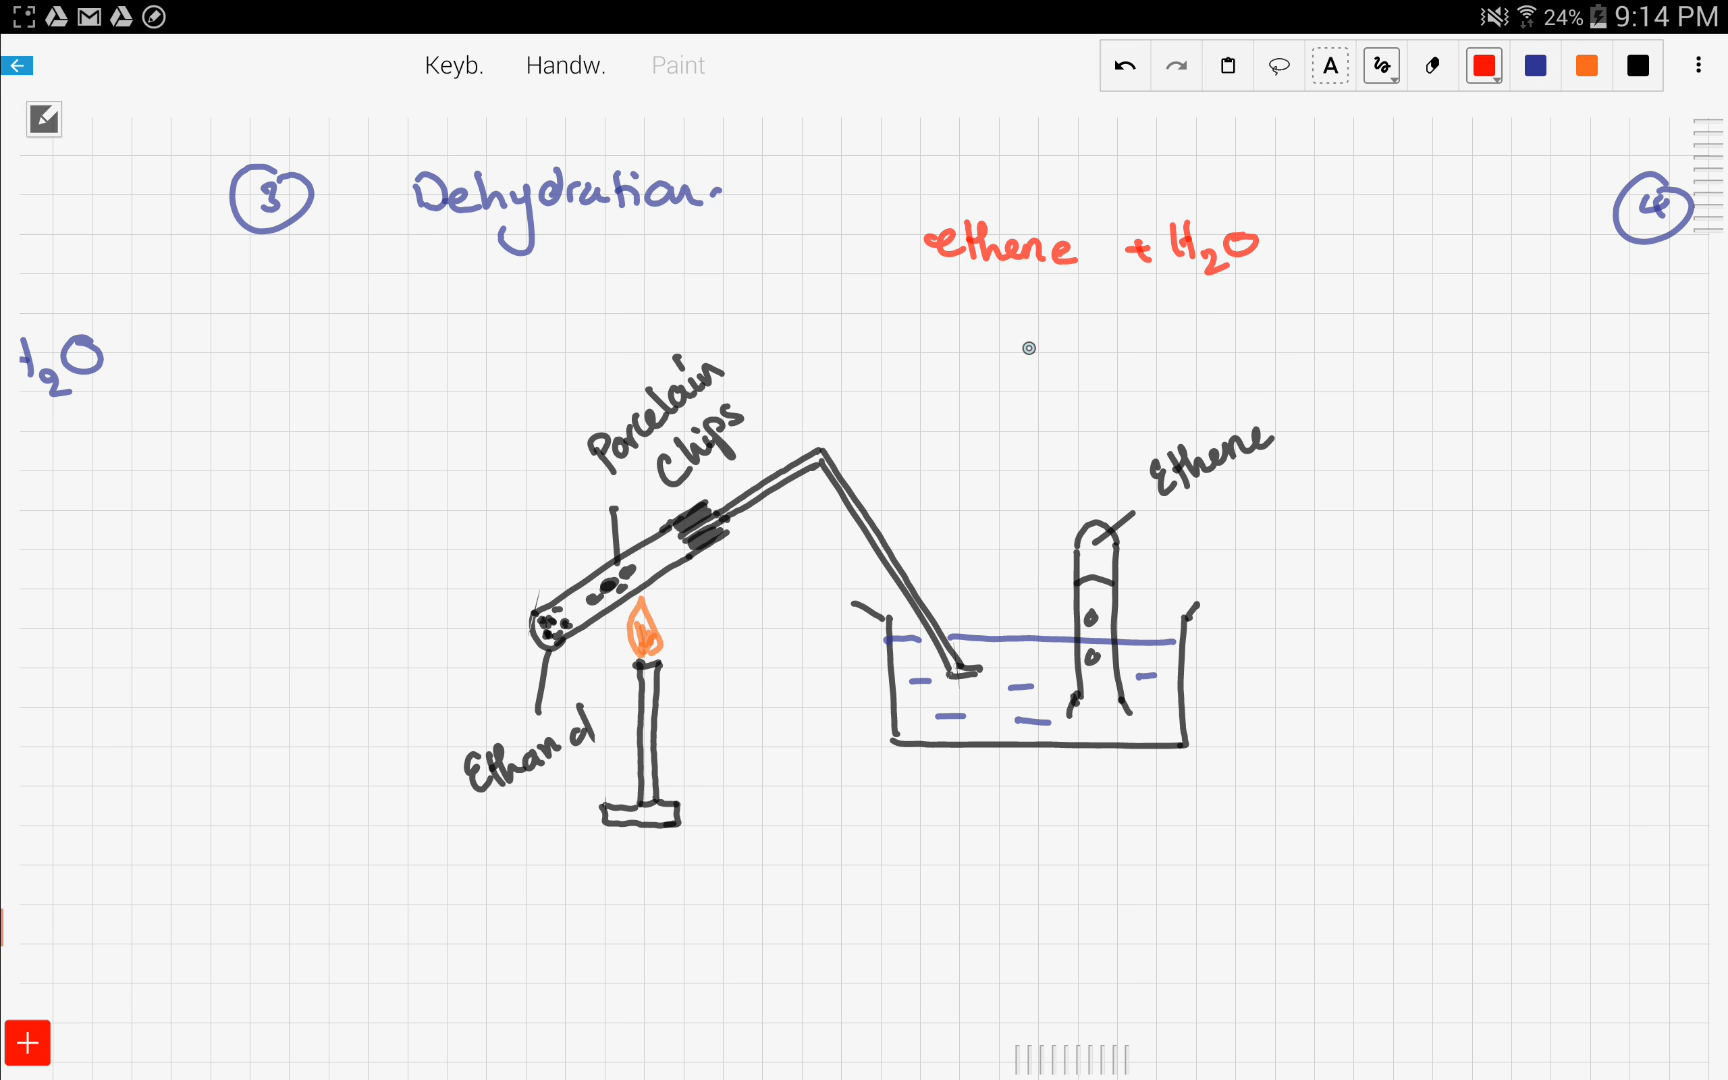 24% 9:14 PM
Keyb. Handw. Paint
A
3 Dehydration.
4
ethene + H2O
H2O
Porcelain
Chips
Ethene
Ethanol